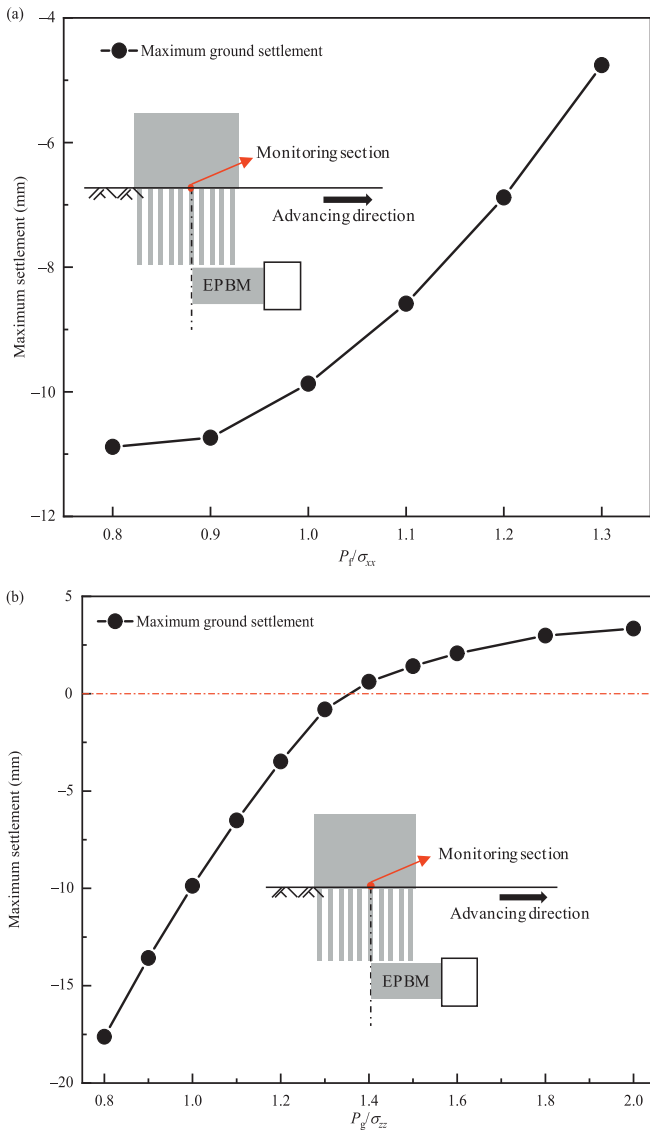 (a)
−4
Maximum ground settlement
−6
Monitoring section
Advancing direction
−8
EPBM
−10
−12
0.8 0.9 1.0 1.1 1.2 1.3
Maximum settlement (mm)
Pf/σxx
(b)
5
Maximum ground settlement
0
−5
Monitoring section
−10
Advancing direction
EPBM
−15
−20
0.8 1.0 1.2 1.4 1.6 1.8 2.0
Maximum settlement (mm)
Pg/σzz